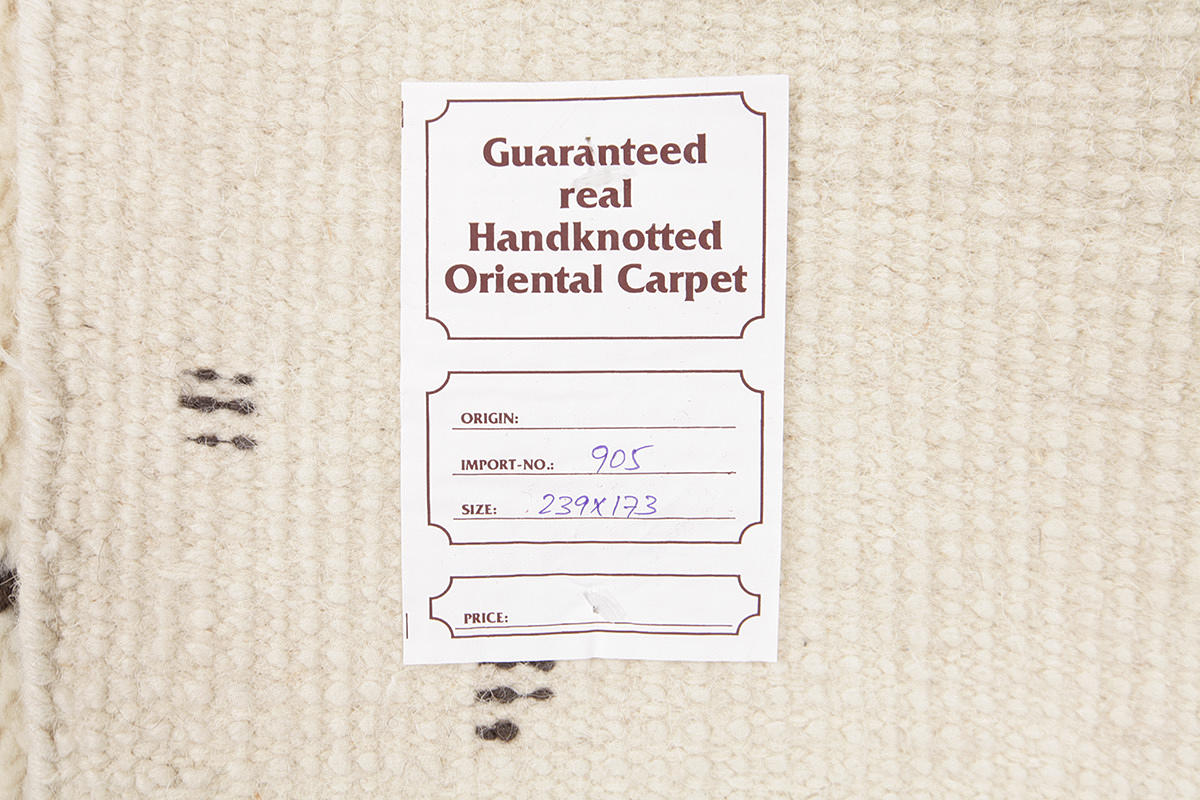 Guaranteed
real
Handknotted
Oriental Carpet
ORIGIN:
IMPORT-NO.: 905
SIZE: 239X173
PRICE: